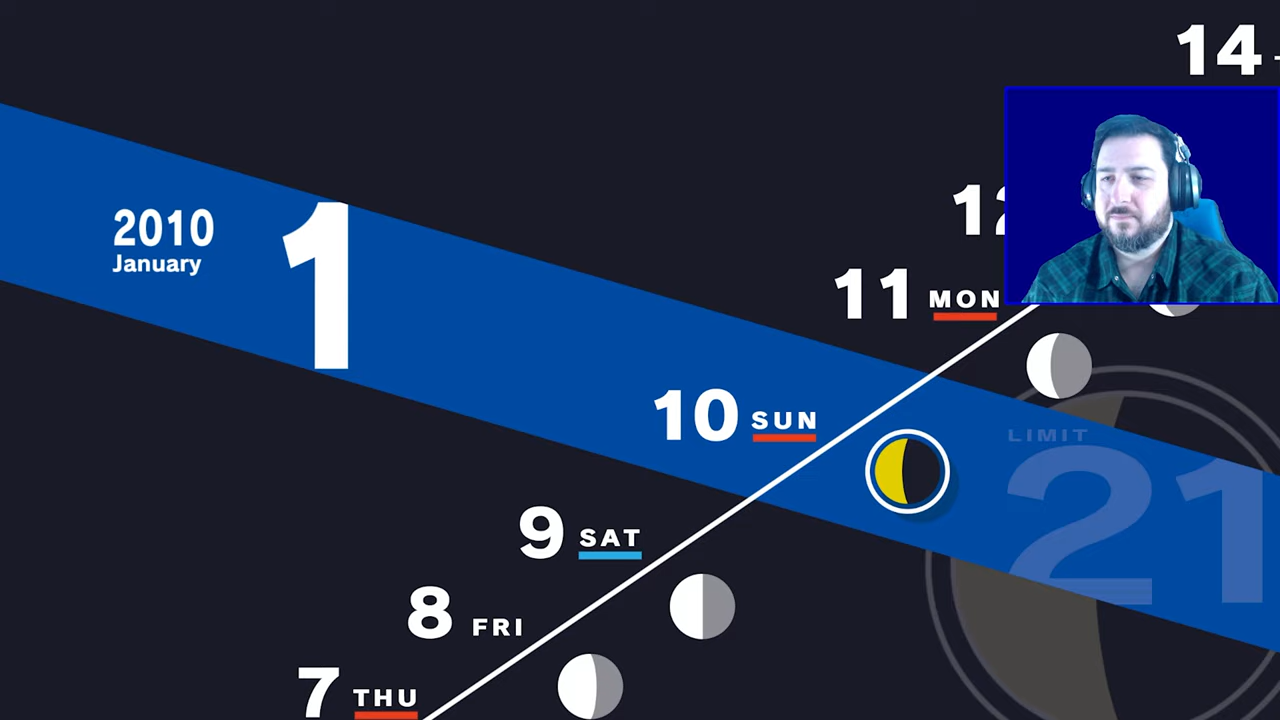 14
2010
January
1
12
11 MON
10 SUN
LIMIT
21
9 SAT
8 FRI
7 THU